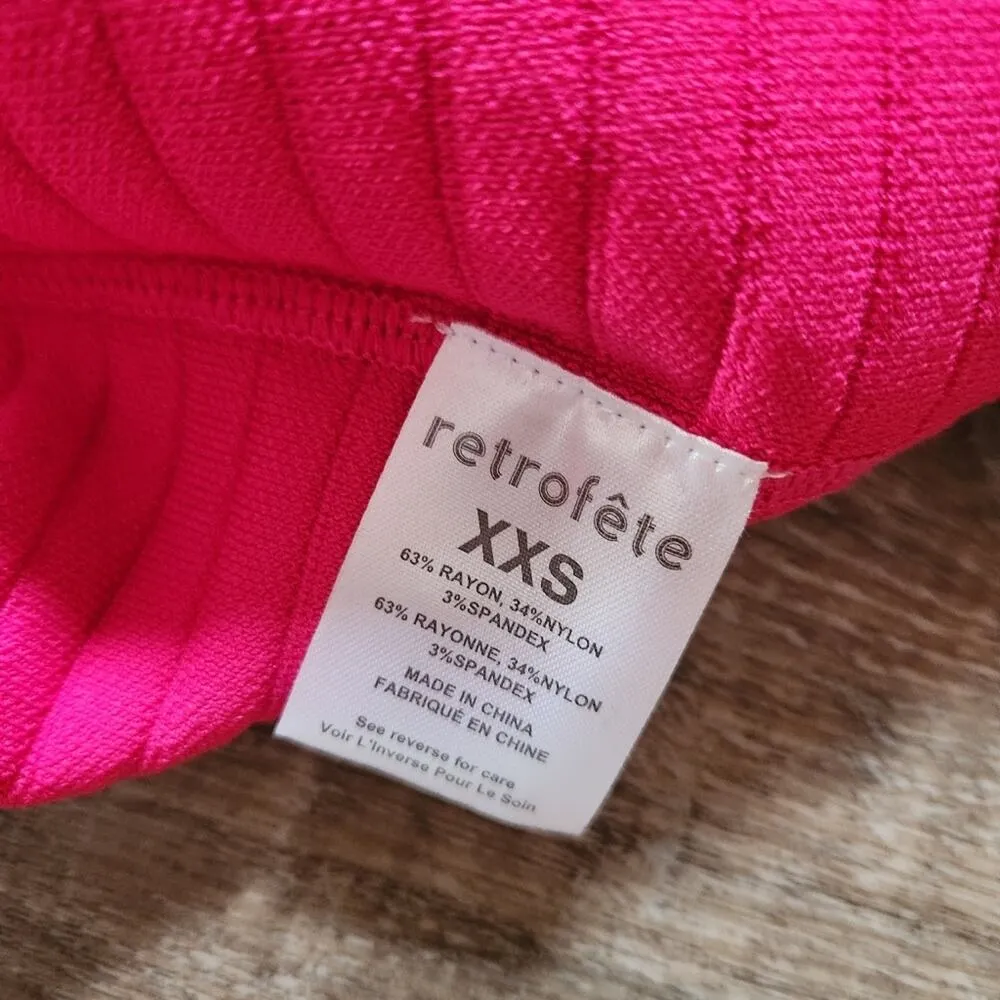 retrofête
XXS
63% RAYON, 34%NYLON
3%SPANDEX
63% RAYONNE, 34%NYLON
3%SPANDEX
MADE IN CHINA
FABRIQUÉ EN CHINE
See reverse for care
Voir L'Inverse Pour Le Soin